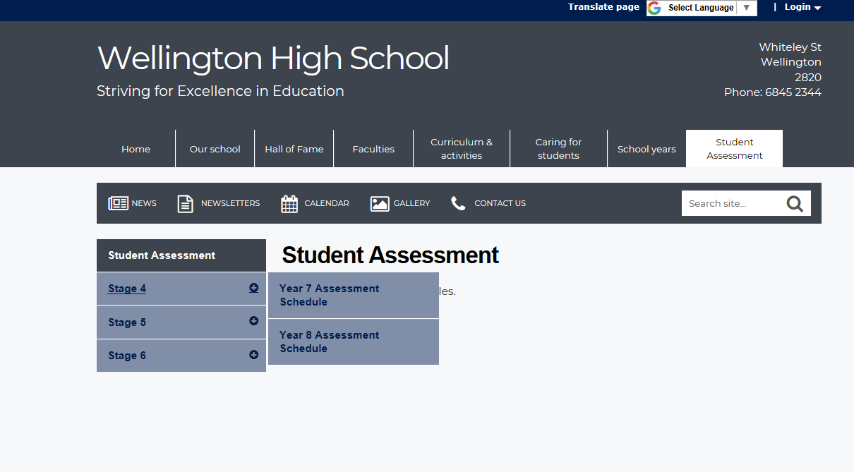 Translate page
Select Language
▼
|
Login
Wellington High School
Striving for Excellence in Education
Whiteley St
Wellington
2820
Phone: 6845 2344
Home
Our school
Hall of Fame
Faculties
Curriculum &
activities
Caring for
students
School years
Student
Assessment
NEWS
NEWSLETTERS
CALENDAR
GALLERY
CONTACT US
Search site...
Student Assessment
Stage 4
Stage 5
Stage 6
Student Assessment
Year 7 Assessment
Schedule
Year 8 Assessment
Schedule